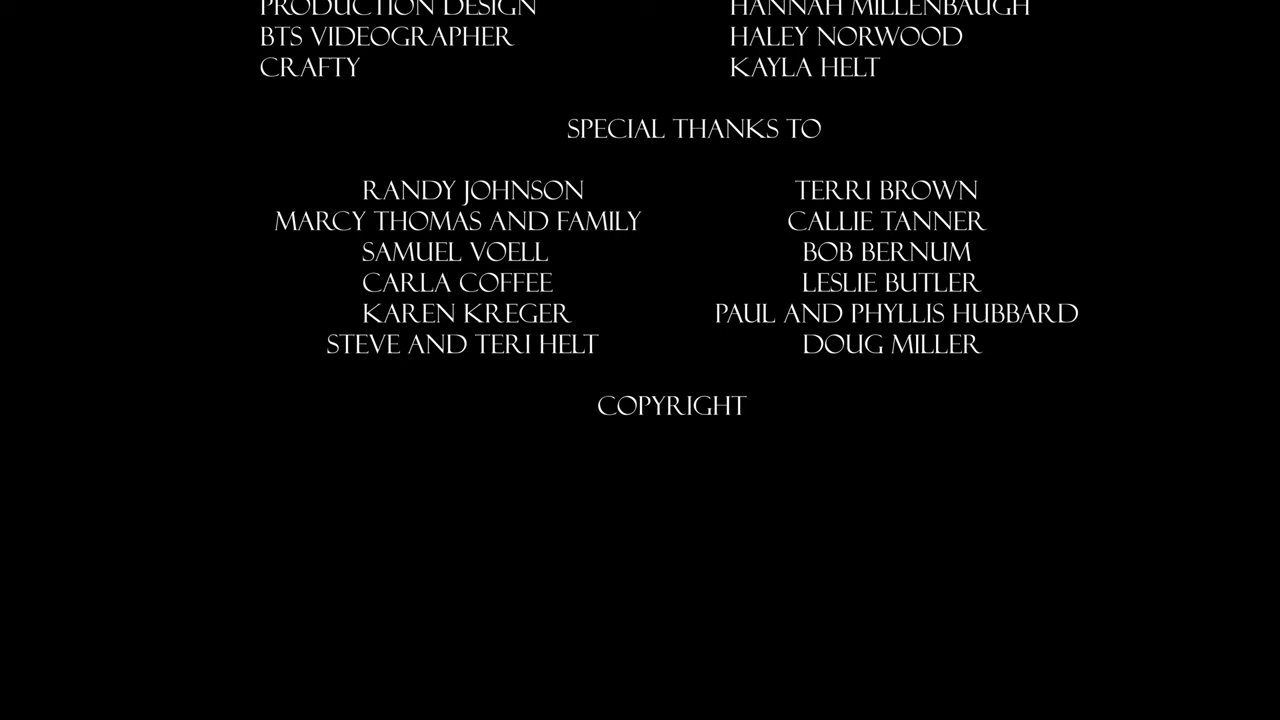 PRODUCTION DESIGN HANNAH MILLENBAUGH
BTS VIDEOGRAPHER HALEY NORWOOD
CRAFTY KAYLA HELT
SPECIAL THANKS TO
RANDY JOHNSON TERRI BROWN
MARCY THOMAS AND FAMILY CALLIE TANNER
SAMUEL VOELL BOB BERNUM
CARLA COFFEE LESLIE BUTLER
KAREN KREGER PAUL AND PHYLLIS HUBBARD
STEVE AND TERI HELT DOUG MILLER
COPYRIGHT